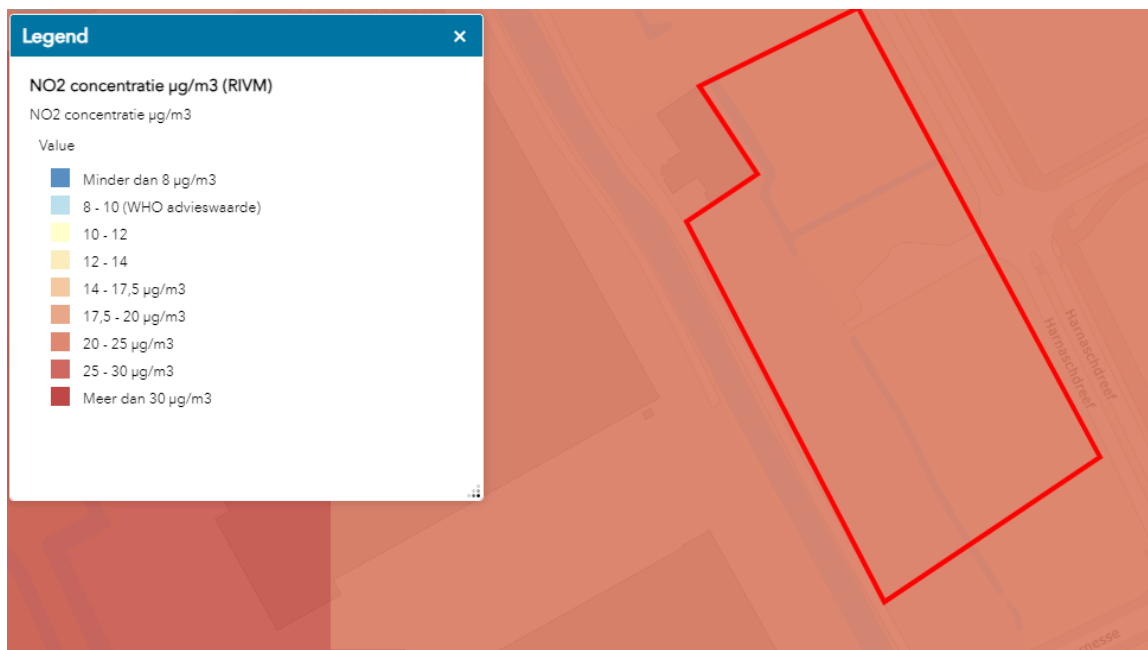 Legend
NO2 concentratie µg/m3 (RIVM)
NO2 concentratie µg/m3
Value
Minder dan 8 µg/m3
8 - 10 (WHO advieswaarde)
10 - 12
12 - 14
14 - 17,5 µg/m3
17,5 - 20 µg/m3
20 - 25 µg/m3
25 - 30 µg/m3
Meer dan 30 µg/m3
Harnaschdreef
Harnaschdreef